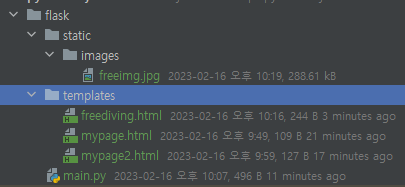 flask
static
images
freeimg.jpg 2023-02-16 오후 10:19, 288.61 kB
templates
freediving.html 2023-02-16 오후 10:16, 244 B 3 minutes ago
mypage.html 2023-02-16 오후 9:49, 109 B 21 minutes ago
mypage2.html 2023-02-16 오후 9:59, 127 B 17 minutes ago
main.py 2023-02-16 오후 10:07, 496 B 11 minutes ago